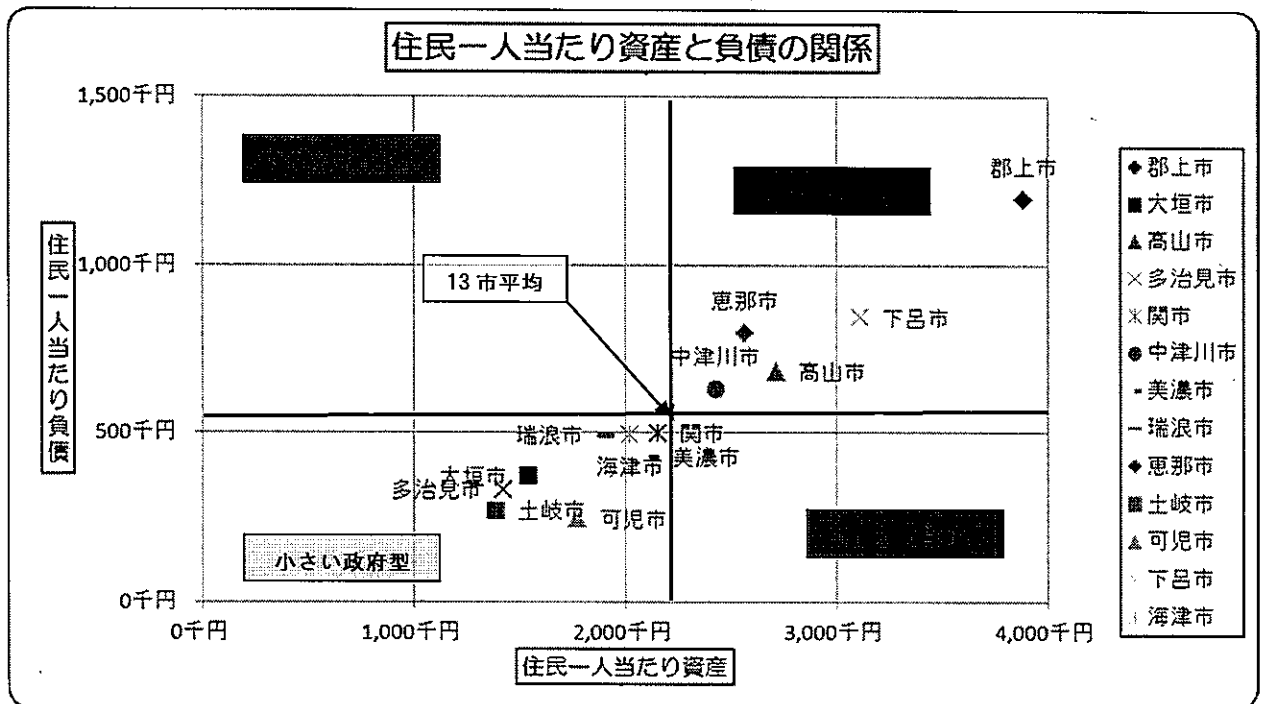 住民一人当たり資産と負債の関係
1,500千円
1,000千円
500千円
0千円
住民一人当たり負債
0千円
1,000千円
2,000千円
3,000千円
4,000千円
住民一人当たり資産
13市平均
小さい政府型
郡上市
恵那市
下呂市
中津川市
高山市
瑞浪市
関市
海津市
美濃市
大垣市
多治見市
土岐市
可児市
郡上市
大垣市
高山市
多治見市
関市
中津川市
美濃市
瑞浪市
恵那市
土岐市
可児市
下呂市
海津市